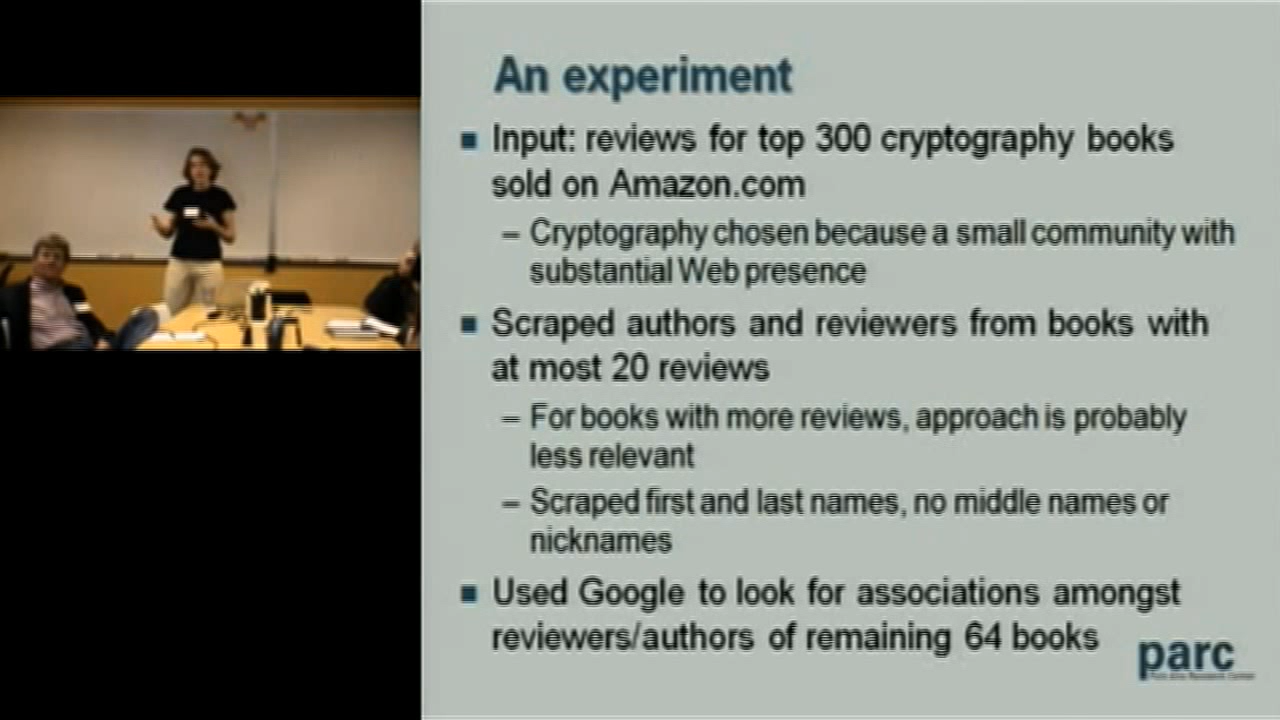 An experiment
Input: reviews for top 300 cryptography books
sold on Amazon.com
– Cryptography chosen because a small community with
substantial Web presence
Scraped authors and reviewers from books with
at most 20 reviews
– For books with more reviews, approach is probably
less relevant
– Scraped first and last names, no middle names or
nicknames
Used Google to look for associations amongst
reviewers/authors of remaining 64 books
parc